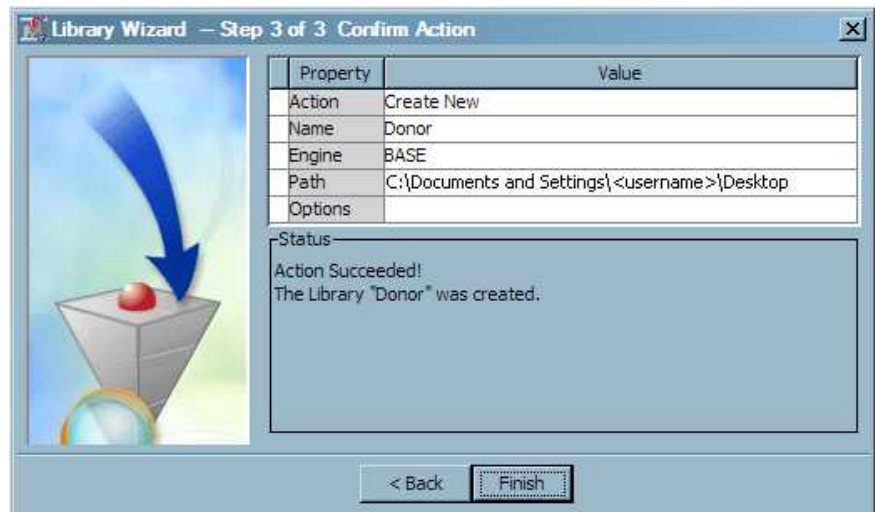 Library Wizard – Step 3 of 3 Confirm Action
Property Value
Action Create New
Name Donor
Engine BASE
Path C:\Documents and Settings\<username>\Desktop
Options
Status
Action Succeeded!
The Library "Donor" was created.
< Back Finish